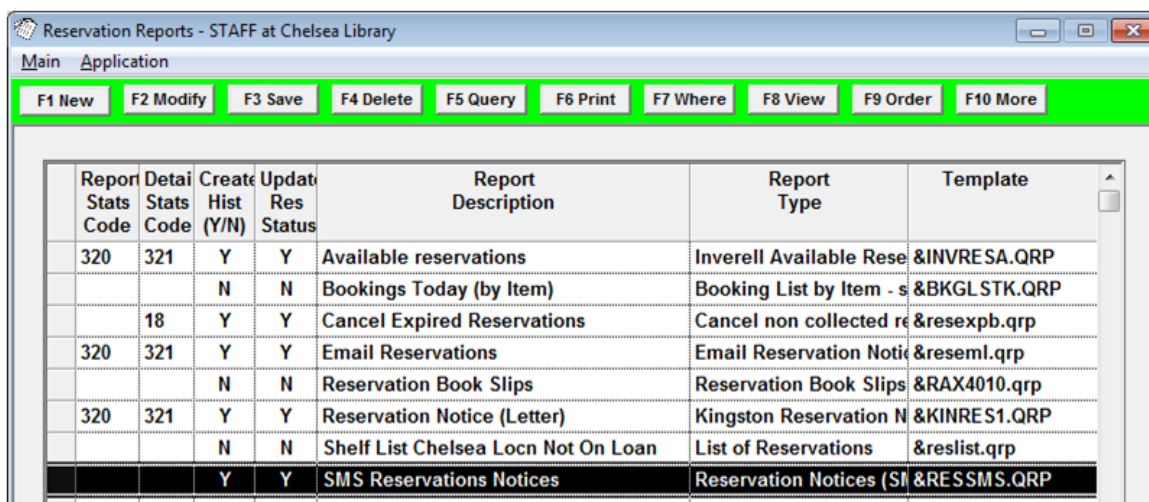 Reservation Reports - STAFF at Chelsea Library
Main Application
F1 New F2 Modify F3 Save F4 Delete F5 Query F6 Print F7 Where F8 View F9 Order F10 More
Report Detai Create Updat Report Report Template
Stats Stats Hist Res Description Type
Code Code (Y/N) Status
320 321 Y Y Available reservations Inverell Available Rese &INVRESA.QRP
N N Bookings Today (by Item) Booking List by Item - s &BKGLSTK.QRP
18 Y Y Cancel Expired Reservations Cancel non collected re &resexpb.qrp
320 321 Y Y Email Reservations Email Reservation Notic &reseml.qrp
N N Reservation Book Slips Reservation Book Slips &RAX4010.qrp
320 321 Y Y Reservation Notice (Letter) Kingston Reservation N &KINRES1.QRP
N N Shelf List Chelsea Locn Not On Loan List of Reservations &reslist.qrp
Y Y SMS Reservations Notices Reservation Notices (SM &RESSMS.QRP